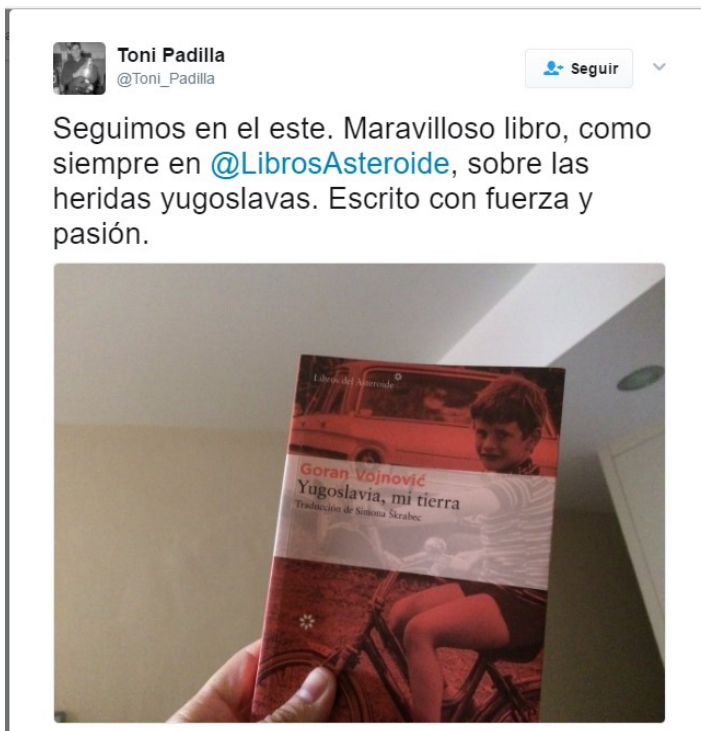 Toni Padilla
@Toni_Padilla
Seguir
Seguimos en el este. Maravilloso libro, como
siempre en @LibrosAsteroide, sobre las
heridas yugoslavas. Escrito con fuerza y
pasión.
Libros del Asteroide
Goran Vojnović
Yugoslavia, mi tierra
Traducción de Simona Škrabec